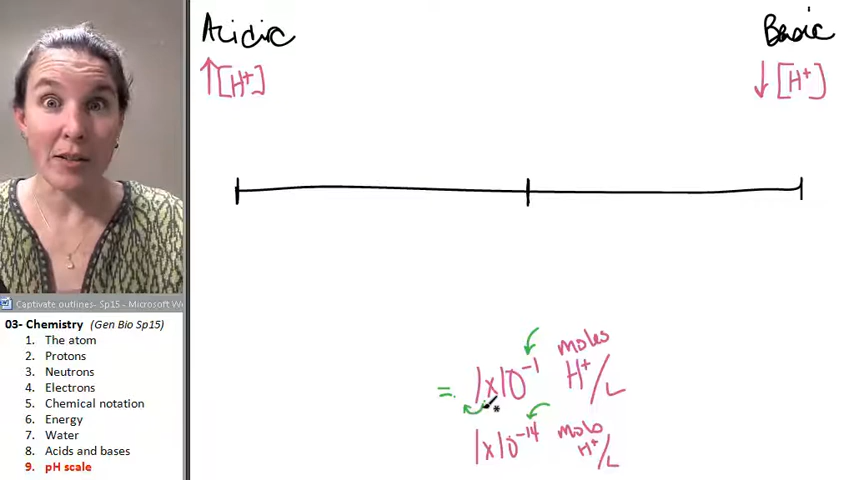 Acidic
↑[H+]
Basic
↓[H+]
= 1x10⁻¹ moles H+/L
1x10⁻¹⁴ mols H+/L
Captivate outlines- Sp15 - Microsoft W
03- Chemistry (Gen Bio Sp15)
1. The atom
2. Protons
3. Neutrons
4. Electrons
5. Chemical notation
6. Energy
7. Water
8. Acids and bases
9. pH scale